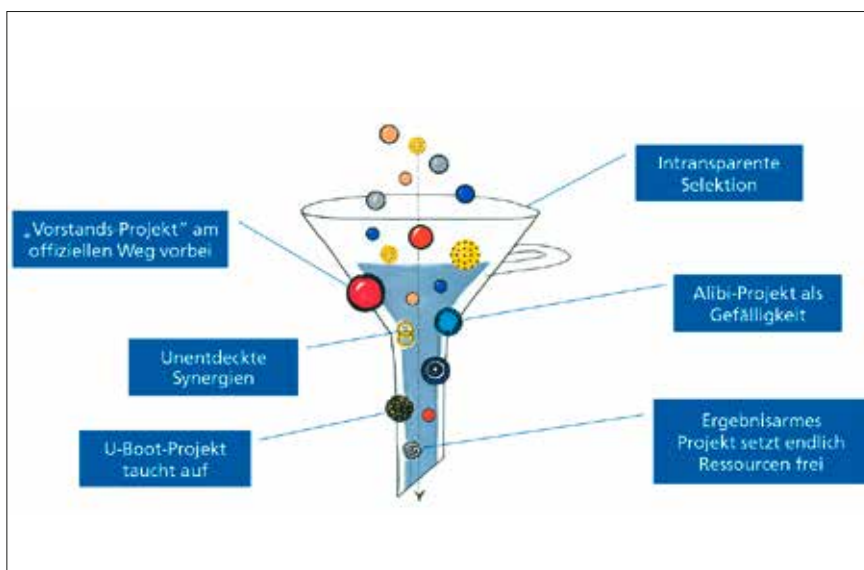 Intransparente
Selektion
„Vorstands-Projekt" am
offiziellen Weg vorbei
Alibi-Projekt als
Gefälligkeit
Unentdeckte
Synergien
Ergebnisarmes
Projekt setzt endlich
Ressourcen frei
U-Boot-Projekt
taucht auf